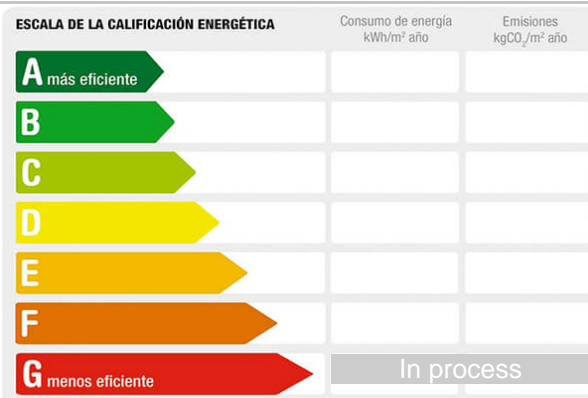 ESCALA DE LA CALIFICACIÓN ENERGÉTICA
Consumo de energía
kWh/m² año
Emisiones
kgCO₂/m² año
A más eficiente
B
C
D
E
F
G menos eficiente
In process